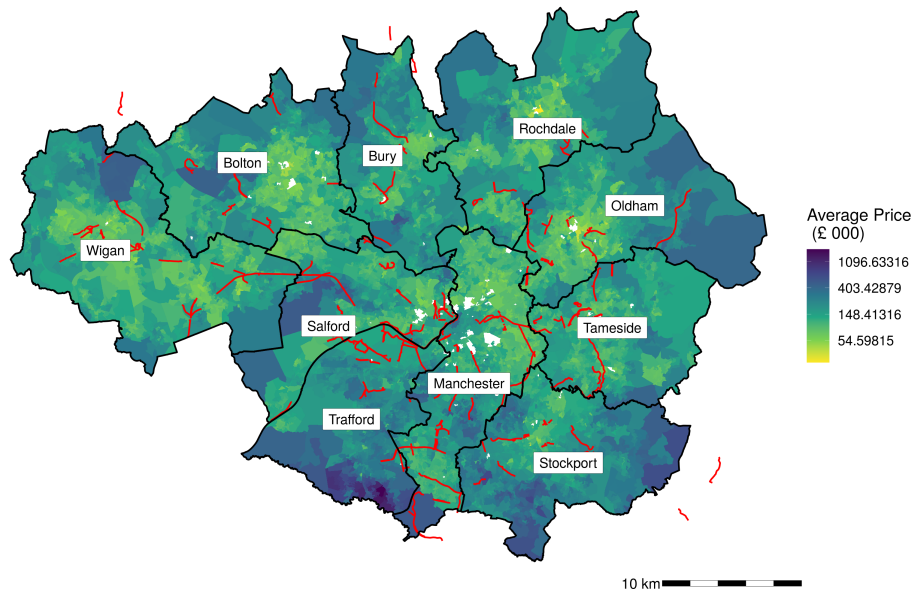 Rochdale
Bury
Bolton
Oldham
Wigan
Salford
Tameside
Manchester
Trafford
Stockport
Average Price
(£ 000)
1096.63316
403.42879
148.41316
54.59815
10 km